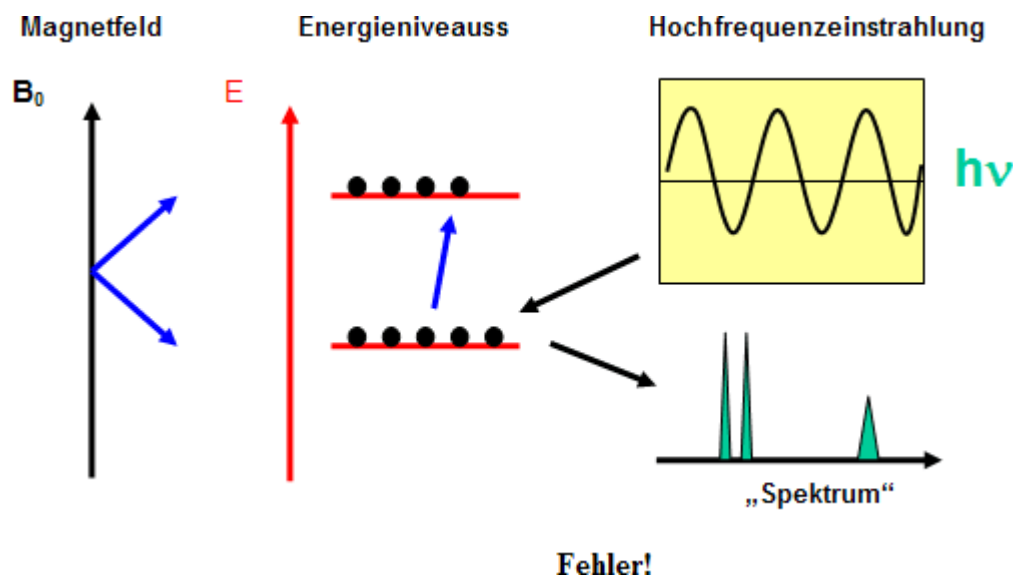 Magnetfeld Energieniveauss Hochfrequenzeinstrahlung
B₀ E
hν
„Spektrum“
Fehler!